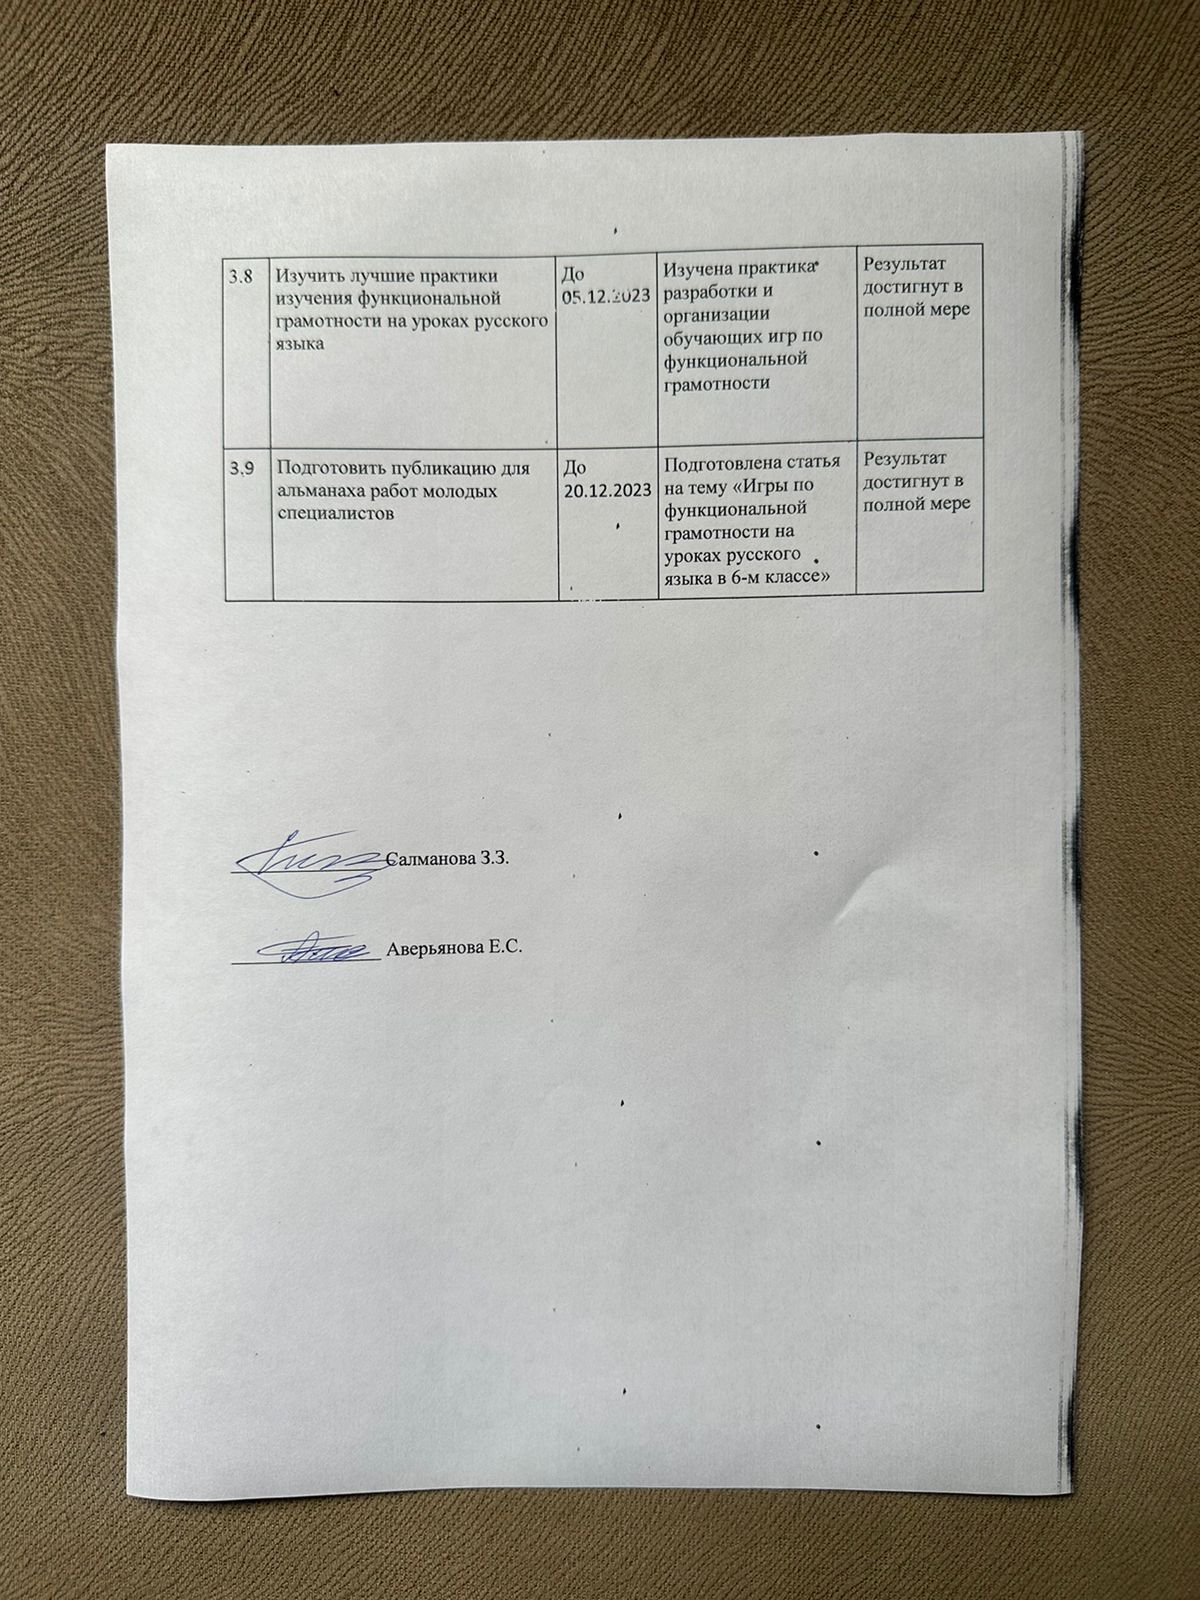 3.8
Изучить лучшие практики
изучения функциональной
грамотности на уроках русского
языка
До
05.12.2023
Изучена практика
разработки и
организации
обучающих игр по
функциональной
грамотности
Результат
достигнут в
полной мере
3.9
Подготовить публикацию для
альманаха работ молодых
специалистов
До
20.12.2023
Подготовлена статья
на тему «Игры по
функциональной
грамотности на
уроках русского
языка в 6-м классе»
Результат
достигнут в
полной мере
Салманова З.З.
Аверьянова Е.С.